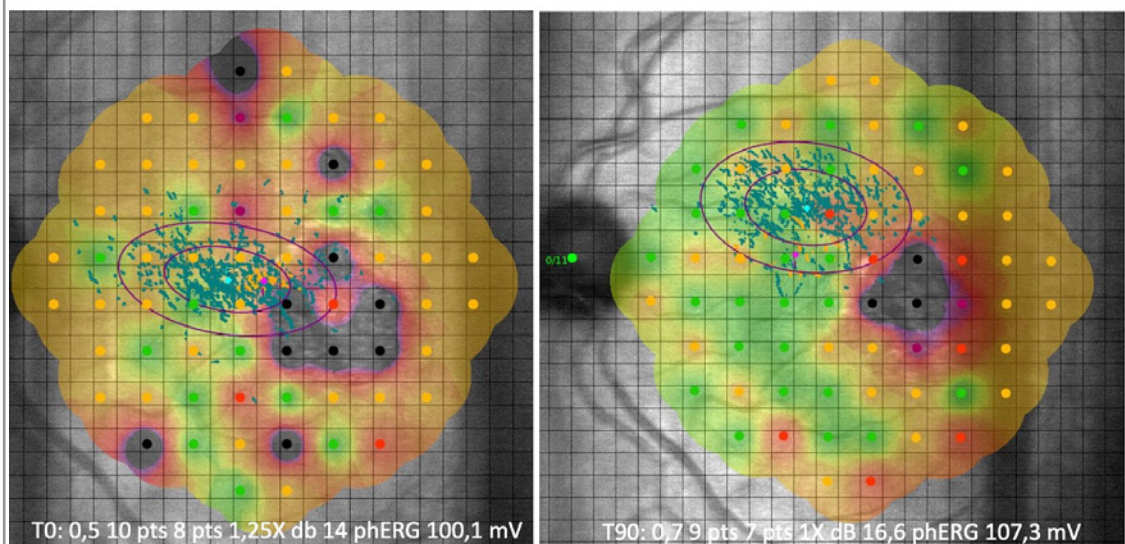 0/11
T0: 0,5 10 pts 8 pts 1,25X db 14 phERG 100,1 mV
T90: 0,7 9 pts 7 pts 1X dB 16,6 phERG 107,3 mV